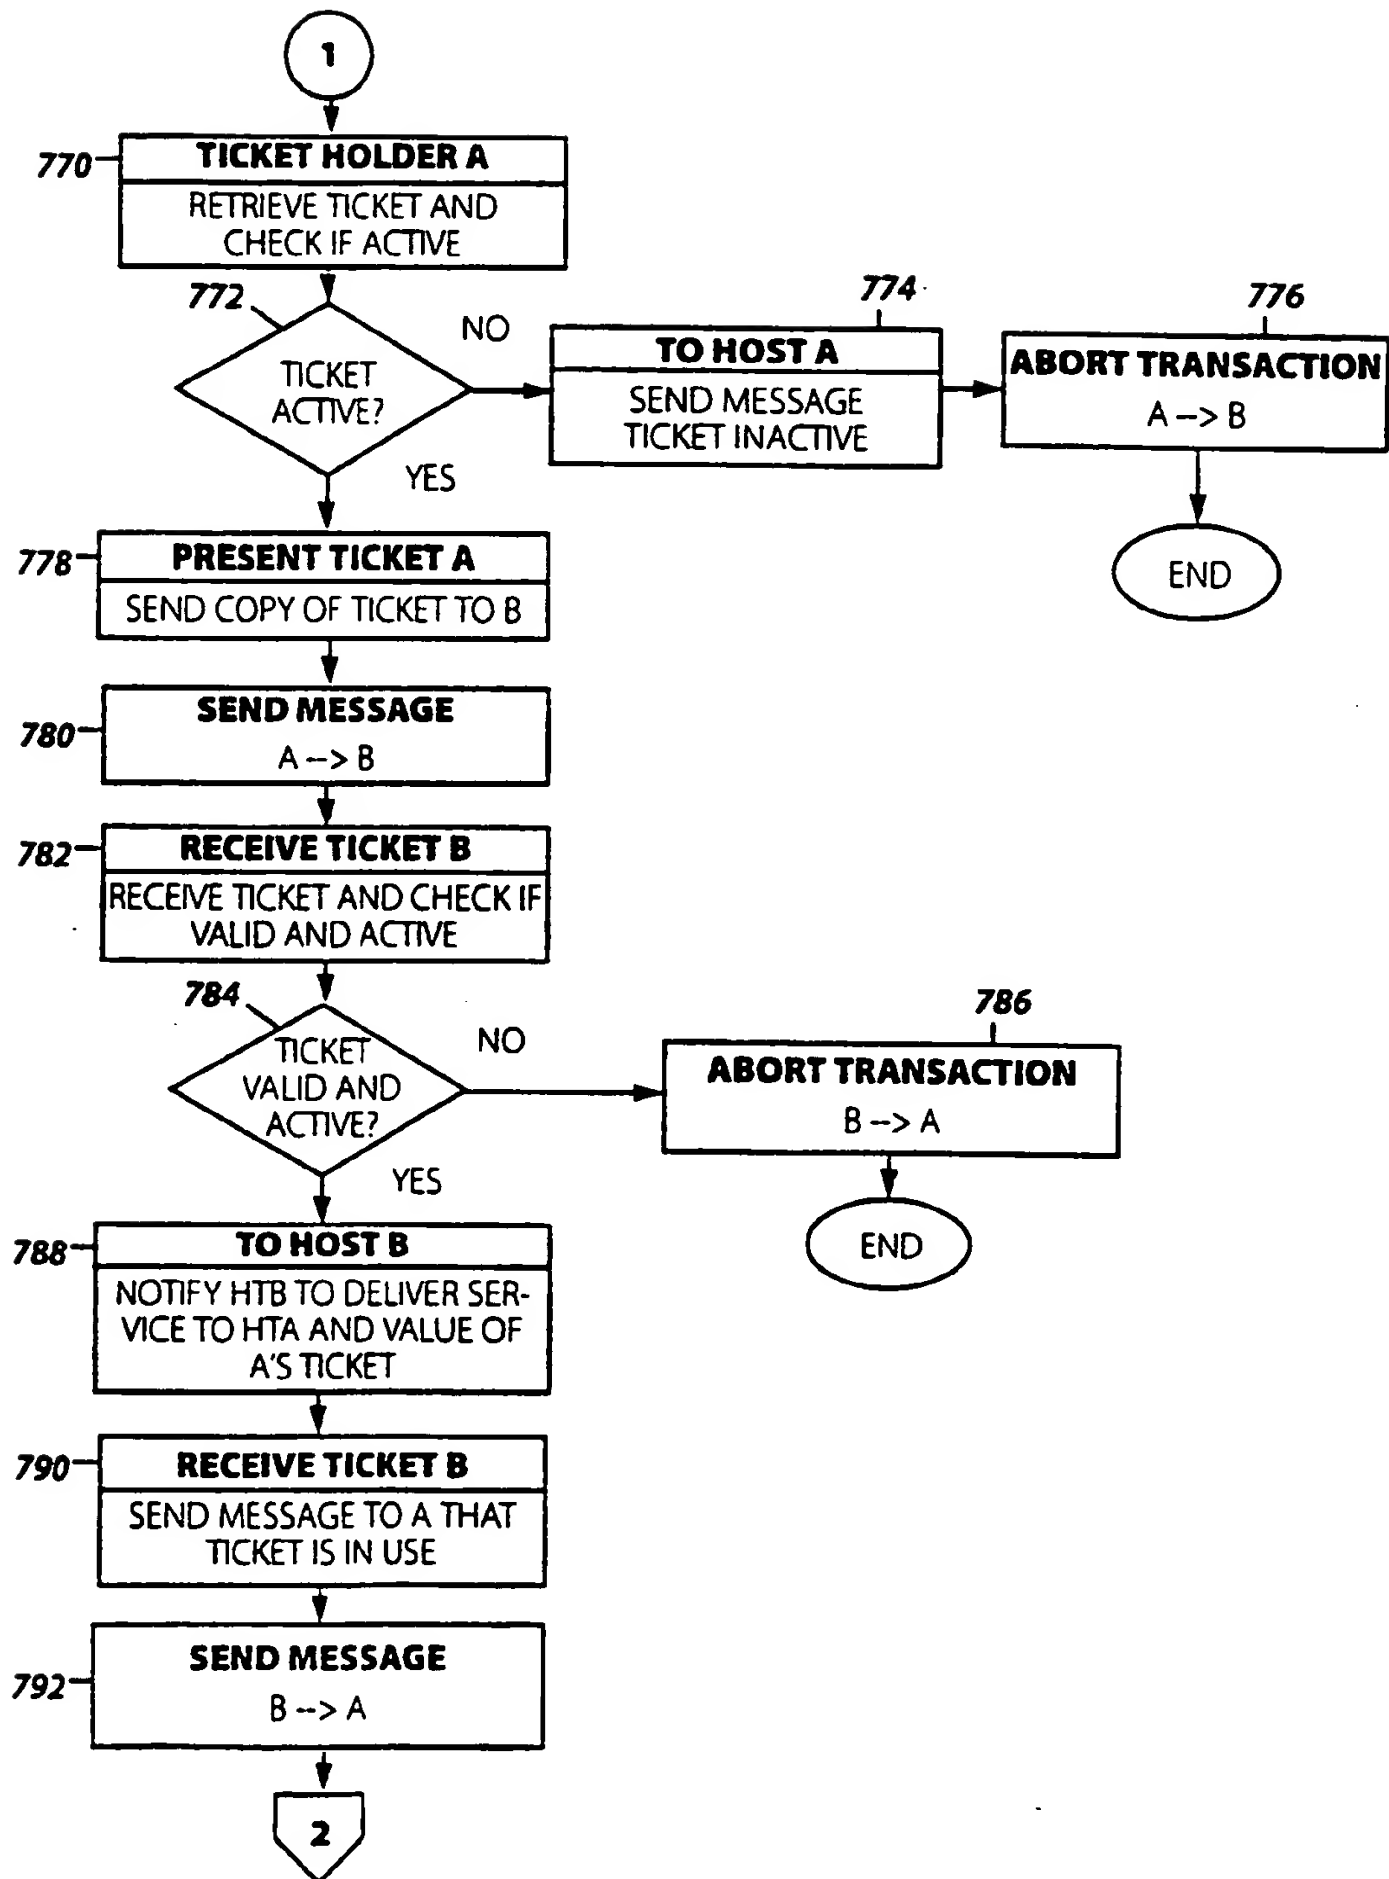 1
770
TICKET HOLDER A
RETRIEVE TICKET AND
CHECK IF ACTIVE
772
TICKET
ACTIVE?
NO
YES
774
TO HOST A
SEND MESSAGE
TICKET INACTIVE
776
ABORT TRANSACTION
A --> B
END
778
PRESENT TICKET A
SEND COPY OF TICKET TO B
780
SEND MESSAGE
A --> B
782
RECEIVE TICKET B
RECEIVE TICKET AND CHECK IF
VALID AND ACTIVE
784
TICKET
VALID AND
ACTIVE?
NO
YES
786
ABORT TRANSACTION
B --> A
END
788
TO HOST B
NOTIFY HTB TO DELIVER SER-
VICE TO HTA AND VALUE OF
A'S TICKET
790
RECEIVE TICKET B
SEND MESSAGE TO A THAT
TICKET IS IN USE
792
SEND MESSAGE
B --> A
2